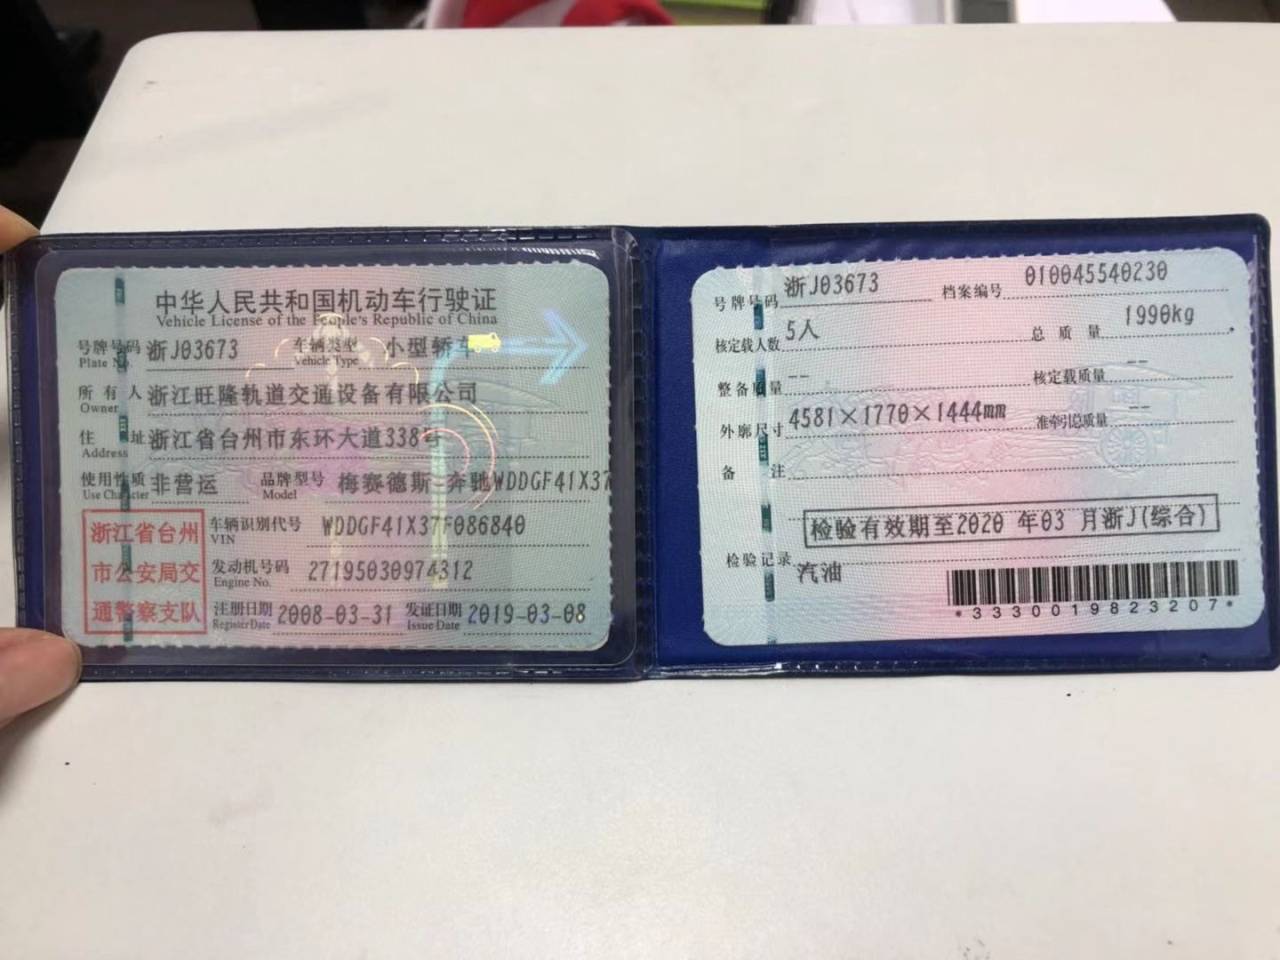 中华人民共和国机动车行驶证
Vehicle License of the People's Republic of China
号牌号码 浙J03673 车辆类型 小型轿车
Plate No. Vehicle Type
所有人 浙江旺隆轨道交通设备有限公司
Owner
住址 浙江省台州市东环大道338号
Address
使用性质 非营运 品牌型号 梅赛德斯-奔驰WDDGF41X37
Use Character Model
浙江省台州
市公安局交
通警察支队
车辆识别代号 WDDGF41X37F086840
VIN
发动机号码 27195030974312
Engine No.
注册日期 2008-03-31 发证日期 2019-03-08
Register Date Issue Date
号牌号码 浙J03673 档案编号 010045540230
核定载人数 5人 总质量 1990kg
整备质量 -- 核定载质量 --
外廓尺寸 4581×1770×1444mm 准牵引总质量 --
备注
检验有效期至2020 年03 月浙J(综合)
检验记录
汽油
*3330019823207*